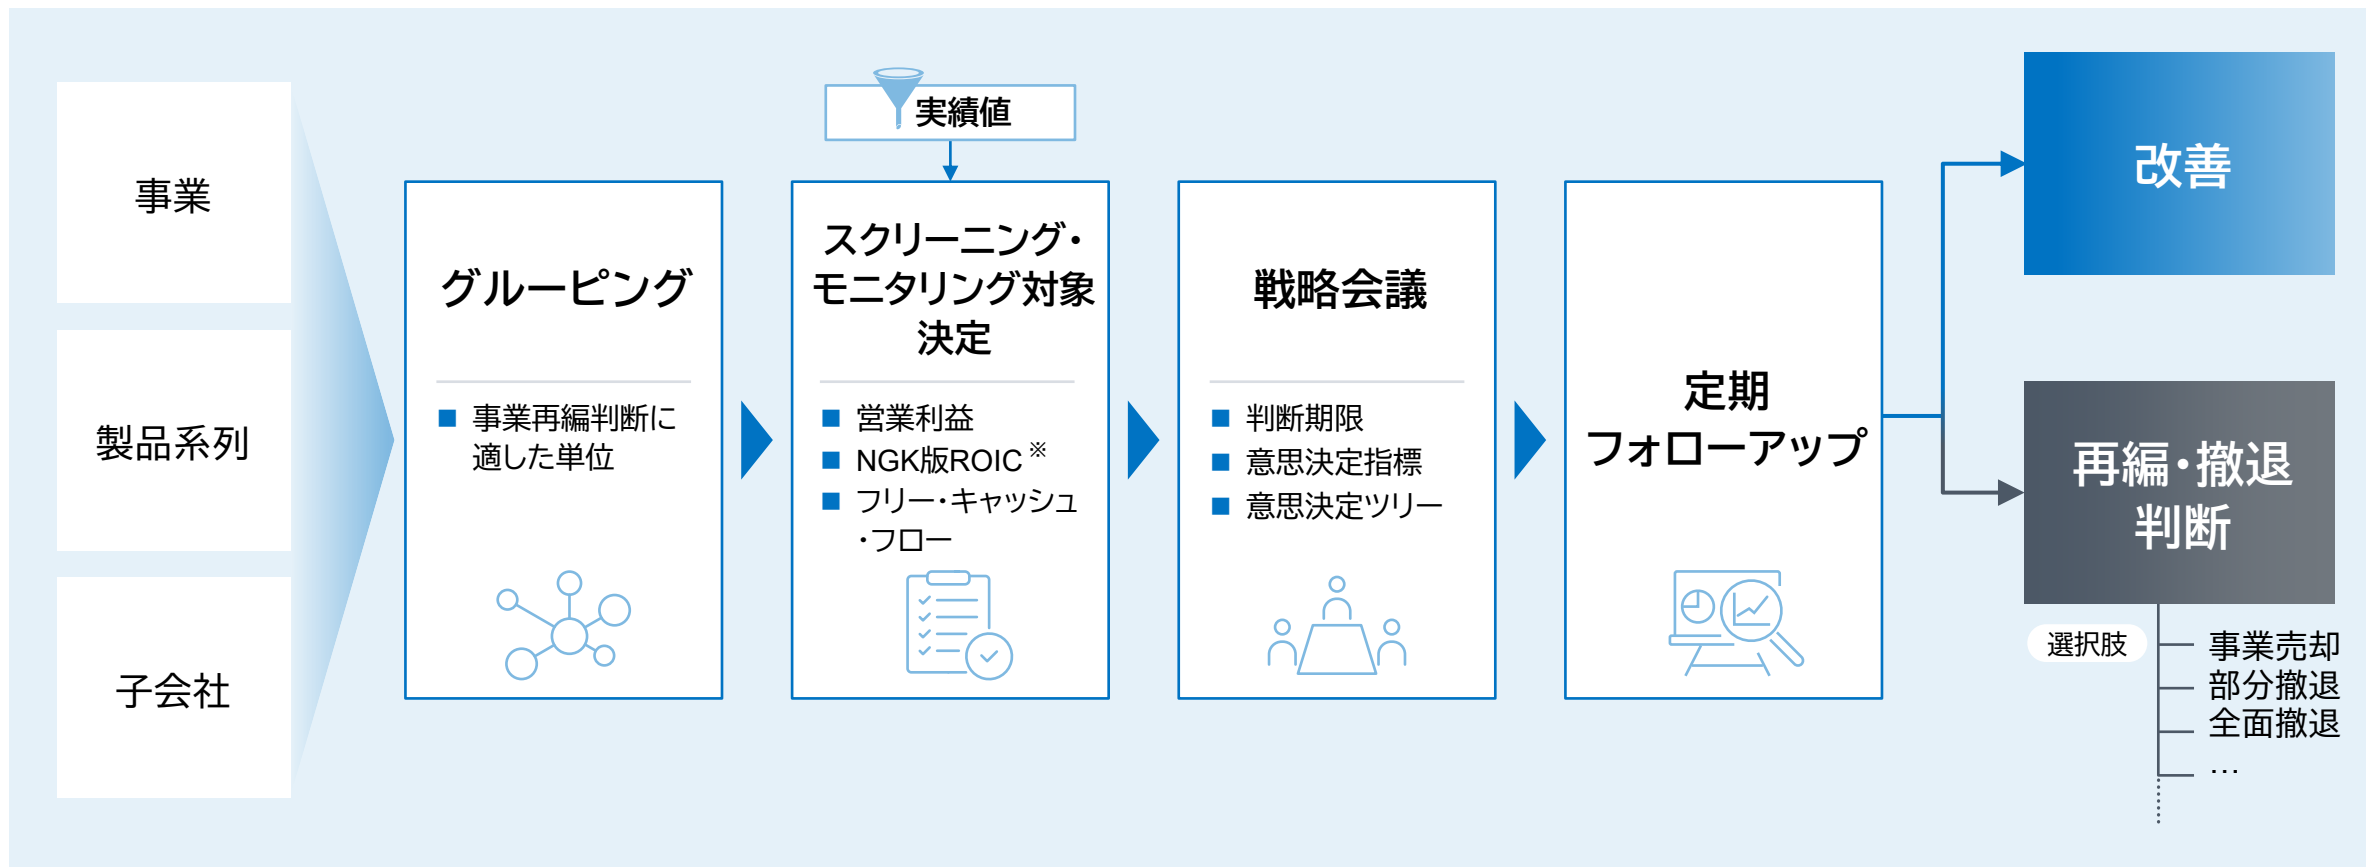 事業
製品系列
子会社
グルーピング
■ 事業再編判断に
適した単位
実績値
スクリーニング・
モニタリング対象
決定
■ 営業利益
■ NGK版ROIC※
■ フリー・キャッシュ
・フロー
戦略会議
■ 判断期限
■ 意思決定指標
■ 意思決定ツリー
定期
フォローアップ
改善
再編・撤退
判断
選択肢
事業売却
部分撤退
全面撤退
…